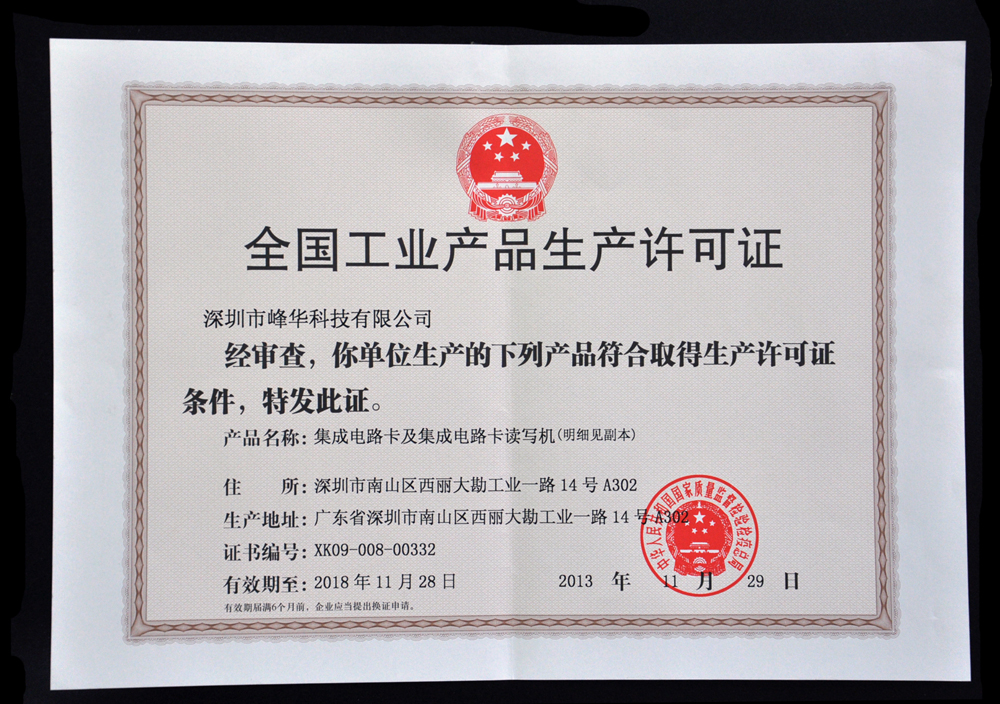 全国工业产品生产许可证
深圳市峰华科技有限公司
经审查，你单位生产的下列产品符合取得生产许可证
条件，特发此证。
产品名称：集成电路卡及集成电路卡读写机(明细见副本)
住 所：深圳市南山区西丽大勘工业一路14号A302
生产地址：广东省深圳市南山区西丽大勘工业一路14号A302
中华人民共和国国家质量监督检验检疫总局
证书编号：XK09-008-00332
有效期至：2018年11月28日 2013 年 11 月 29 日
有效期届满6个月前，企业应当提出换证申请。